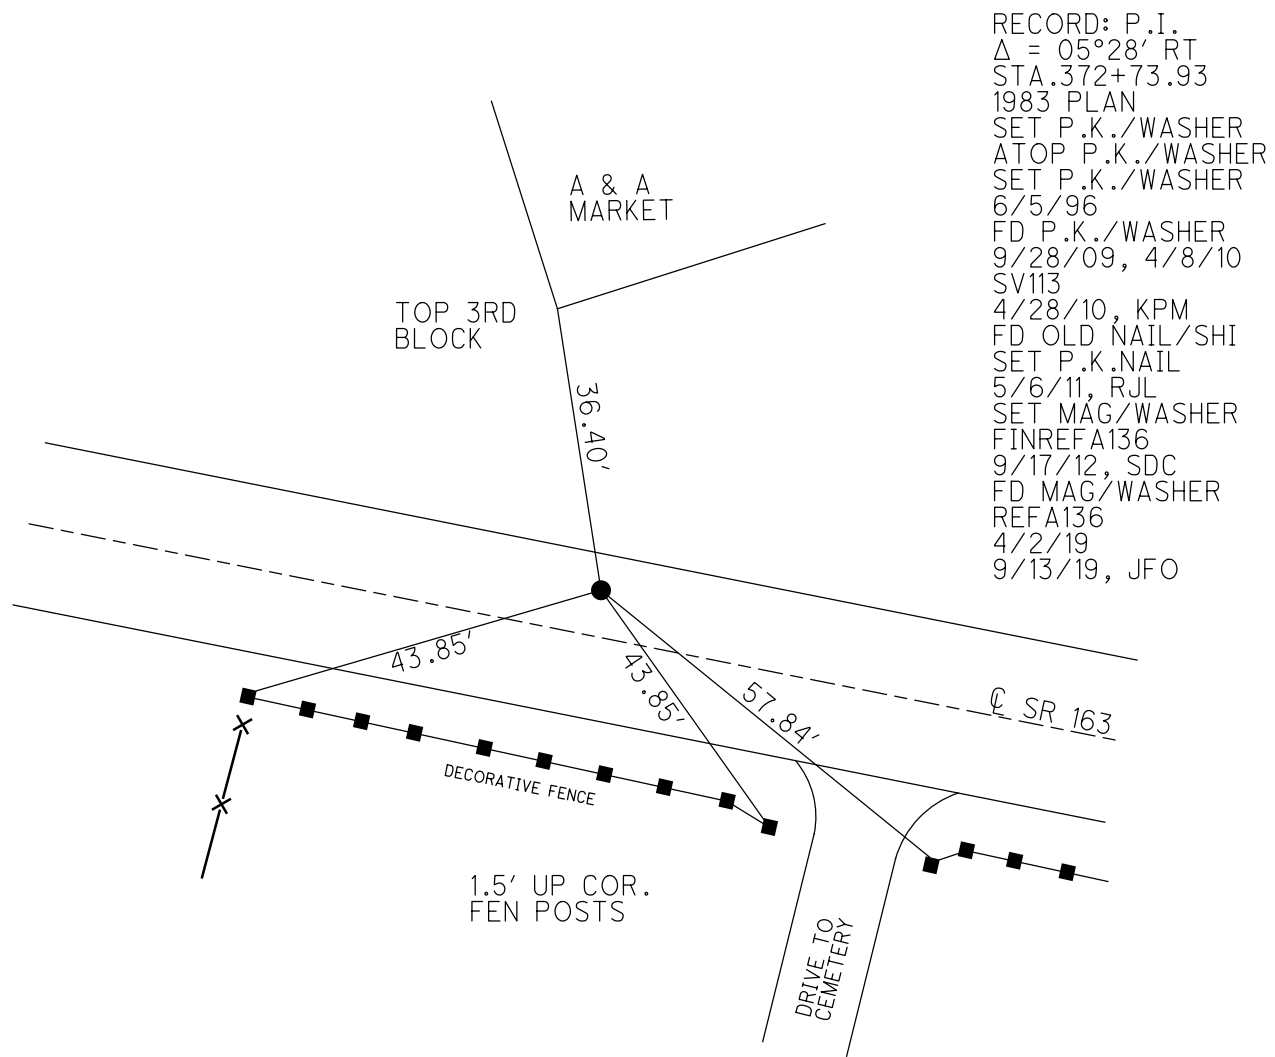 RECORD: P.I.
Δ = 05°28' RT
STA.372+73.93
1983 PLAN
SET P.K./WASHER
ATOP P.K./WASHER
SET P.K./WASHER
6/5/96
FD P.K./WASHER
9/28/09, 4/8/10
SV113
4/28/10, KPM
FD OLD NAIL/SHI
SET P.K.NAIL
5/6/11, RJL
SET MAG/WASHER
FINREFA136
9/17/12, SDC
FD MAG/WASHER
REFA136
4/2/19
9/13/19, JFO
A & A
MARKET
TOP 3RD
BLOCK
36.40'
43.85'
43.85'
57.84'
℄ SR 163
DECORATIVE FENCE
1.5' UP COR.
FEN POSTS
DRIVE TO
CEMETERY